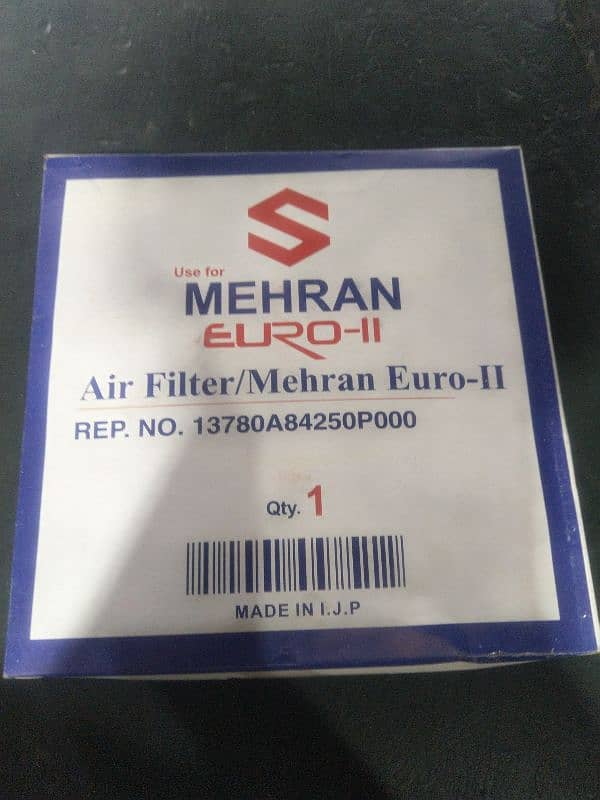 Use for
MEHRAN
EURO-II
Air Filter/Mehran Euro-II
REP. NO. 13780A84250P000
Qty. 1
MADE IN I.J.P